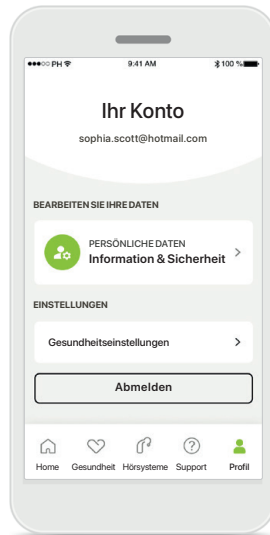 PH 9:41 AM 100 %
Ihr Konto
sophia.scott@hotmail.com
BEARBEITEN SIE IHRE DATEN
PERSÖNLICHE DATEN
Information & Sicherheit
EINSTELLUNGEN
Gesundheitseinstellungen
Abmelden
Home Gesundheit Hörsysteme Support Profil